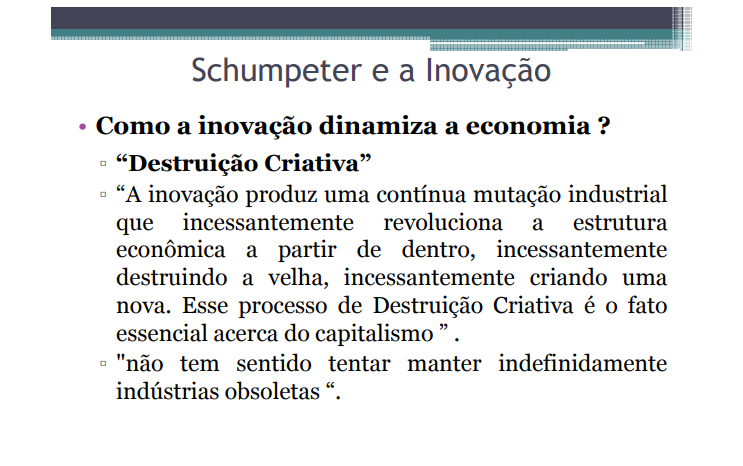 Schumpeter e a Inovação
• Como a inovação dinamiza a economia ?
▫ “Destruição Criativa”
▫ “A inovação produz uma contínua mutação industrial
que incessantemente revoluciona a estrutura
econômica a partir de dentro, incessantemente
destruindo a velha, incessantemente criando uma
nova. Esse processo de Destruição Criativa é o fato
essencial acerca do capitalismo ” .
▫ "não tem sentido tentar manter indefinidamente
indústrias obsoletas “.